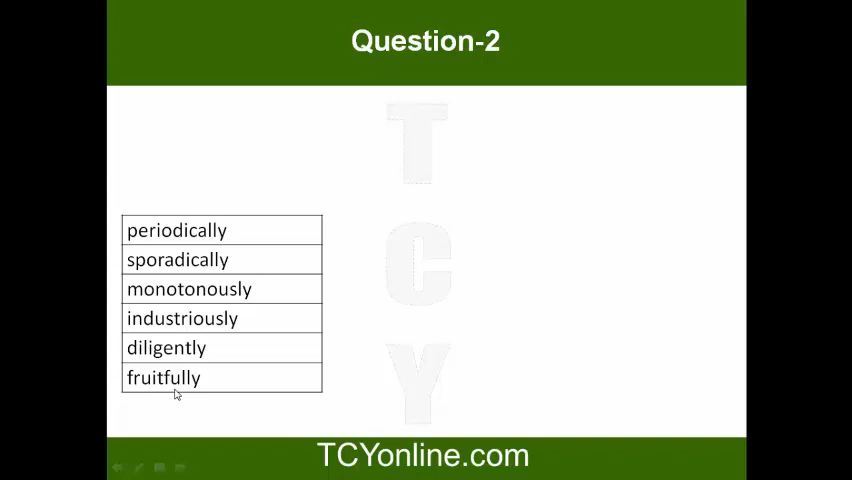 Question-2
T
C
Y
periodically
sporadically
monotonously
industriously
diligently
fruitfully
TCYonline.com